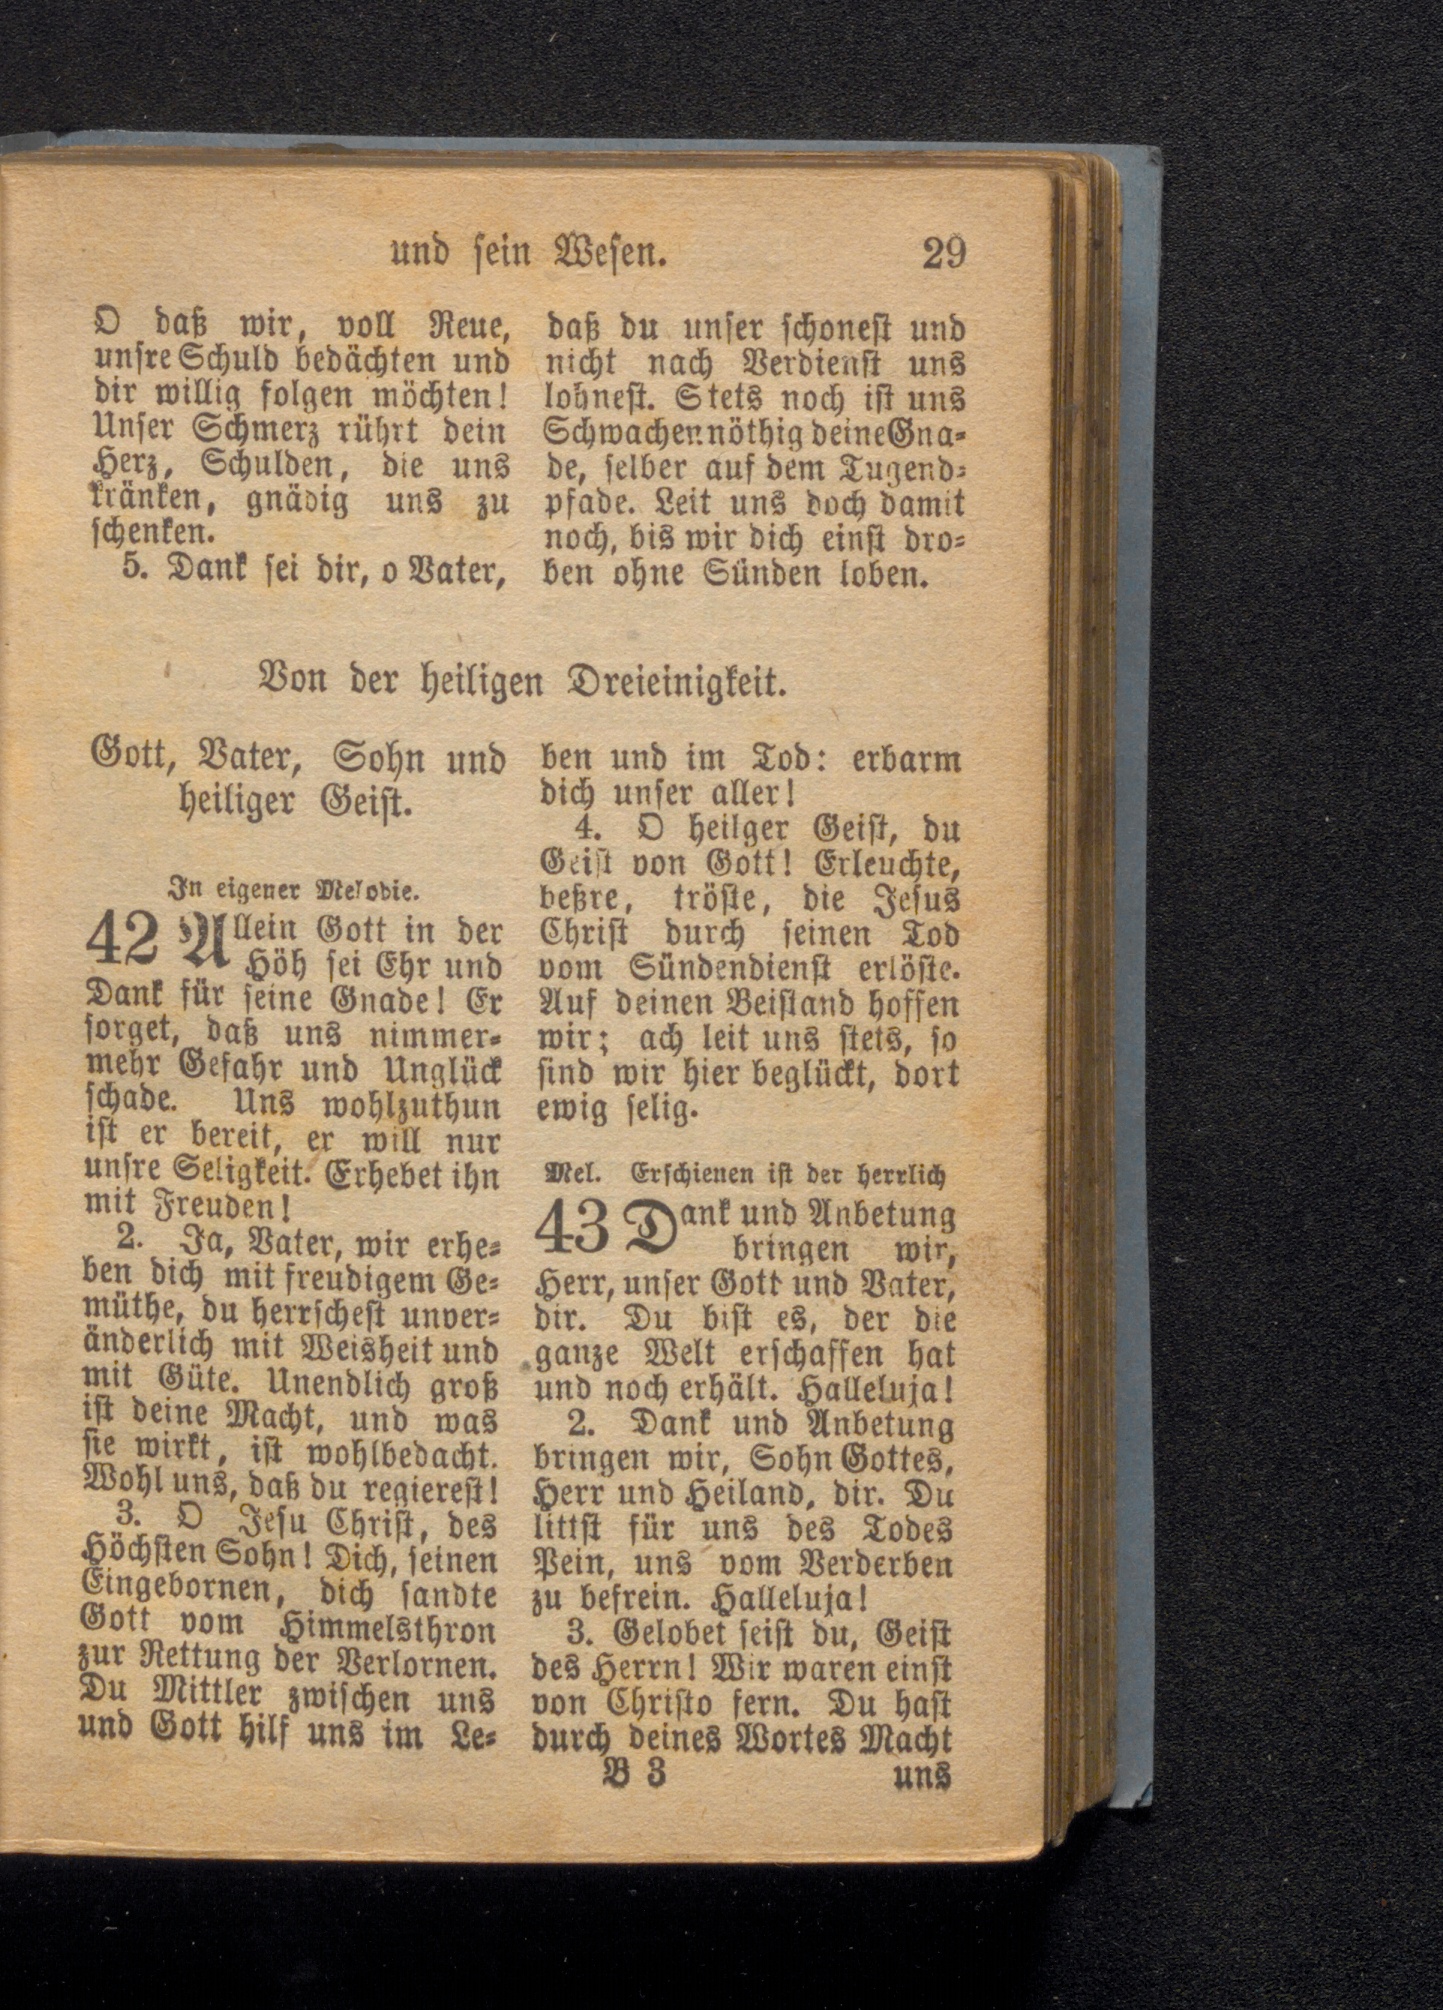 und sein Wesen. 29
O daß wir, voll Reue,
unsre Schuld bedächten und
dir willig folgen möchten!
Unser Schmerz rührt dein
Herz, Schulden, die uns
kränken, gnädig uns zu
schenken.
5. Dank sei dir, o Vater,
daß du unser schonest und
nicht nach Verdienst uns
lohnest. Stets noch ist uns
Schwachen nöthig deine Gna-
de, selber auf dem Tugend-
pfade. Leit uns doch damit
noch, bis wir dich einst dro-
ben ohne Sünden loben.
Von der heiligen Dreieinigkeit.
Gott, Vater, Sohn und
heiliger Geist.
In eigener Melodie.
42 Allein Gott in der
Höh sei Ehr und
Dank für seine Gnade! Er
sorget, daß uns nimmer-
mehr Gefahr und Unglück
schade. Uns wohlzuthun
ist er bereit, er will nur
unsre Seligkeit. Erhebet ihn
mit Freuden!
2. Ja, Vater, wir erhe-
ben dich mit freudigem Ge-
müthe, du herrschest unver-
änderlich mit Weisheit und
mit Güte. Unendlich groß
ist deine Macht, und was
sie wirkt, ist wohlbedacht.
Wohl uns, daß du regierest!
3. O Jesu Christ, des
Höchsten Sohn! Dich, seinen
Eingebornen, dich sandte
Gott vom Himmelsthron
zur Rettung der Verlornen.
Du Mittler zwischen uns
und Gott hilf uns im Le-
ben und im Tod: erbarm
dich unser aller!
4. O heilger Geist, du
Geist von Gott! Erleuchte,
beßre, tröste, die Jesus
Christ durch seinen Tod
vom Sündendienst erlöste.
Auf deinen Beistand hoffen
wir; ach leit uns stets, so
sind wir hier beglückt, dort
ewig selig.
Mel. Erschienen ist der herrlich
43 Dank und Anbetung
bringen wir,
Herr, unser Gott und Vater,
dir. Du bist es, der die
ganze Welt erschaffen hat
und noch erhält. Halleluja!
2. Dank und Anbetung
bringen wir, Sohn Gottes,
Herr und Heiland, dir. Du
littst für uns des Todes
Pein, uns vom Verderben
zu befrein. Halleluja!
3. Gelobet seist du, Geist
des Herrn! Wir waren einst
von Christo fern. Du hast
durch deines Wortes Macht
B 3 uns